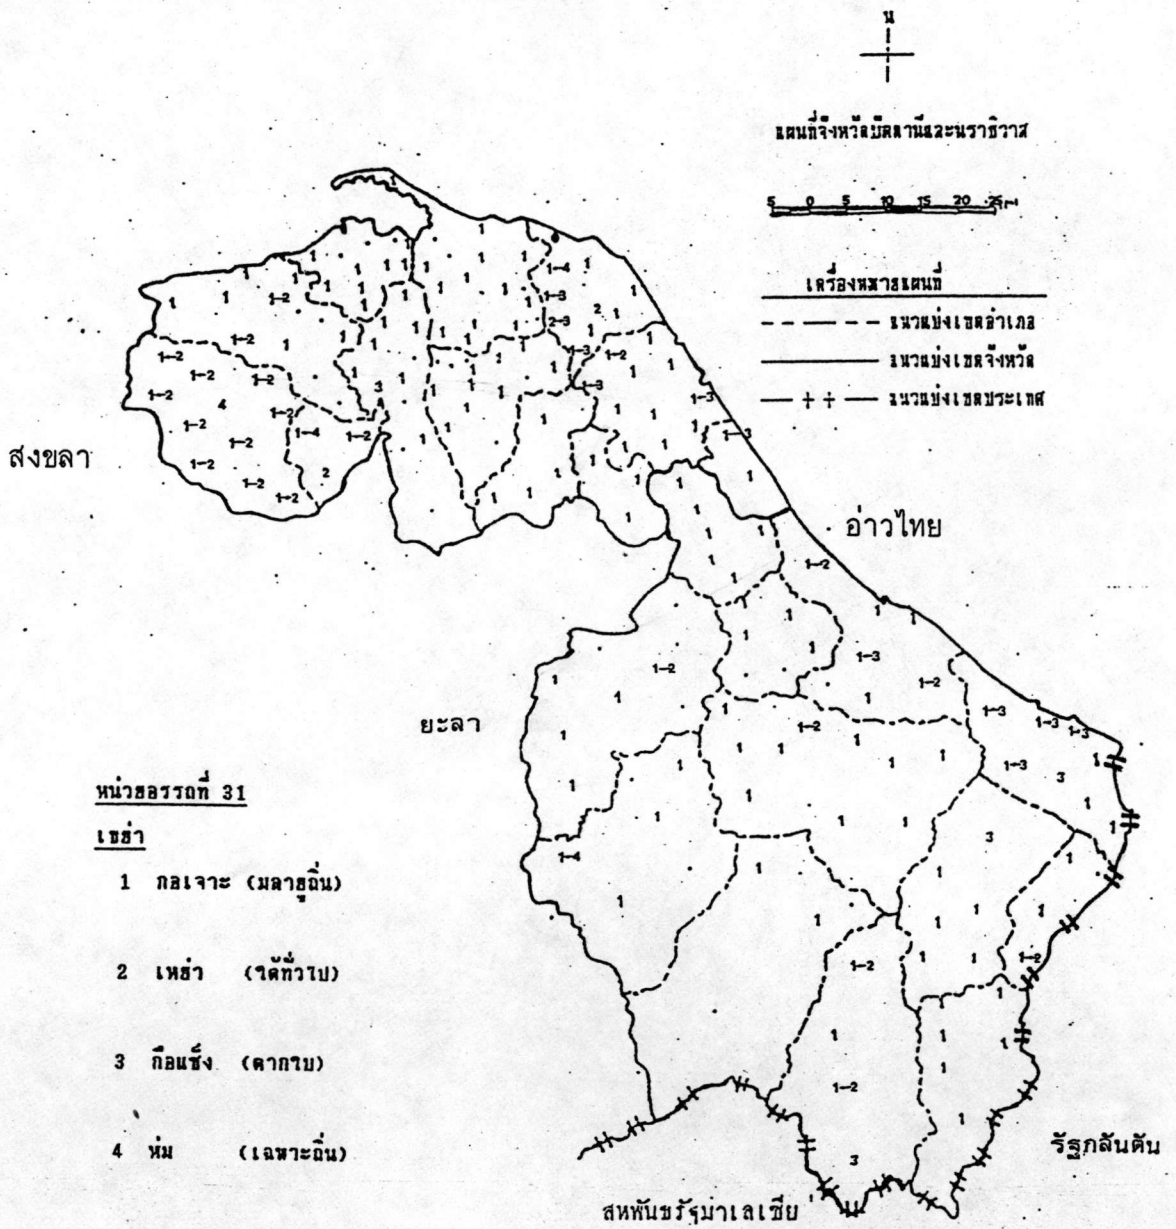 น
แผนที่จังหวัดปัตตานีและนราธิวาส
5 0 5 10 15 20 25
เครื่องหมายแผนที่
แนวแบ่งเขตอำเภอ
แนวแบ่งเขตจังหวัด
แนวแบ่งเขตประเทศ
สงขลา
อ่าวไทย
ยะลา
หน่วยอรรถที่ 31
เขย่า
1 กอเจาะ (มลายูถิ่น)
2 เหย่า (ใต้ทั่วไป)
3 กือแช็ง (ตากใบ)
4 ห่ม (เฉพาะถิ่น)
รัฐกลันตัน
สหพันธรัฐมาเลเซีย